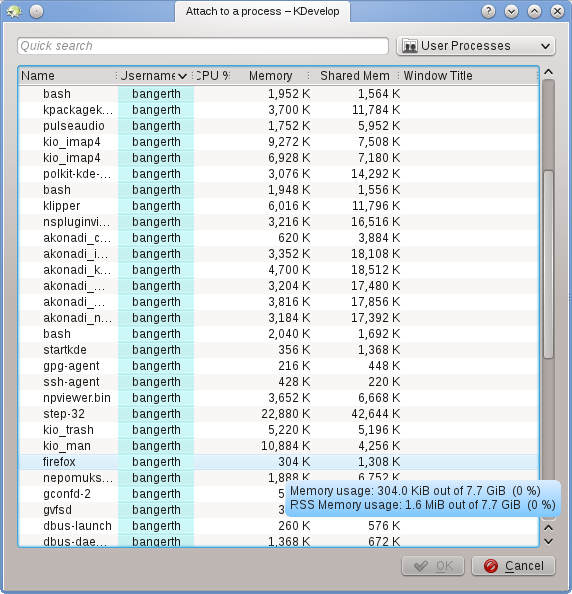 Attach to a process – KDevelop
Quick search
User Processes
Name Username CPU % Memory Shared Mem Window Title
bash bangerth 1,952 K 1,564 K
kpackagek... bangerth 3,700 K 11,784 K
pulseaudio bangerth 1,752 K 5,952 K
kio_imap4 bangerth 9,272 K 7,508 K
kio_imap4 bangerth 6,928 K 7,180 K
polkit-kde-... bangerth 3,076 K 14,292 K
bash bangerth 1,948 K 1,556 K
klipper bangerth 6,016 K 11,796 K
nspluginvi... bangerth 3,216 K 16,516 K
akonadi_c... bangerth 620 K 3,884 K
akonadi_i... bangerth 3,352 K 18,108 K
akonadi_k... bangerth 4,700 K 18,512 K
akonadi_... bangerth 3,204 K 17,480 K
akonadi_... bangerth 3,816 K 17,856 K
akonadi_n... bangerth 3,184 K 17,392 K
bash bangerth 2,040 K 1,692 K
startkde bangerth 356 K 1,368 K
gpg-agent bangerth 216 K 448 K
ssh-agent bangerth 428 K 220 K
npviewer.bin bangerth 3,652 K 6,668 K
step-32 bangerth 22,880 K 42,644 K
kio_trash bangerth 5,220 K 5,196 K
kio_man bangerth 10,884 K 4,256 K
firefox bangerth 304 K 1,308 K
nepomuks... bangerth 1,888 K 6,752 K
gconfd-2 bangerth
gvfsd bangerth
Memory usage: 304.0 KiB out of 7.7 GiB (0 %)
RSS Memory usage: 1.6 MiB out of 7.7 GiB (0 %)
dbus-launch bangerth 260 K 576 K
dbus-dae... bangerth 1,368 K 672 K
OK
Cancel